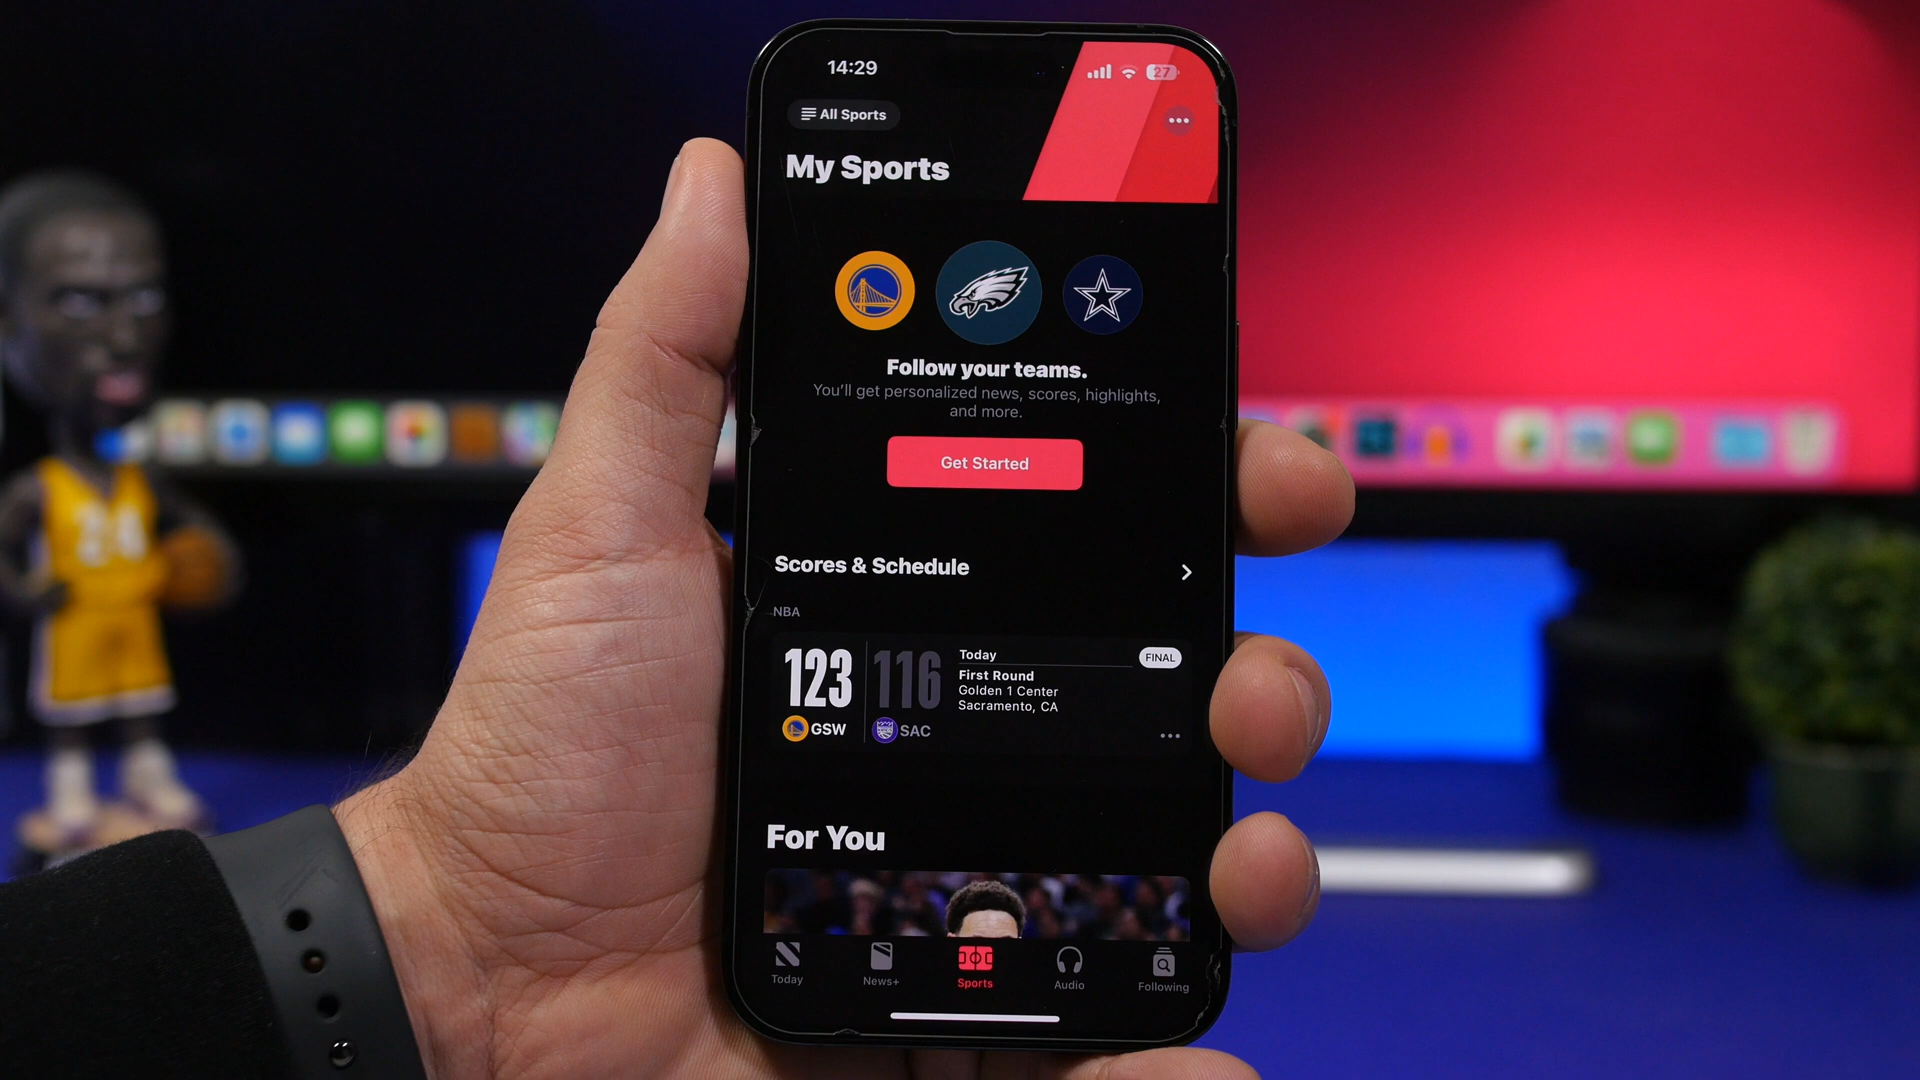 14:29
27
All Sports
My Sports
Follow your teams.
You'll get personalized news, scores, highlights,
and more.
Get Started
Scores & Schedule
NBA
123
GSW
116
SAC
Today
FINAL
First Round
Golden 1 Center
Sacramento, CA
For You
Today
News+
Sports
Audio
Following
24